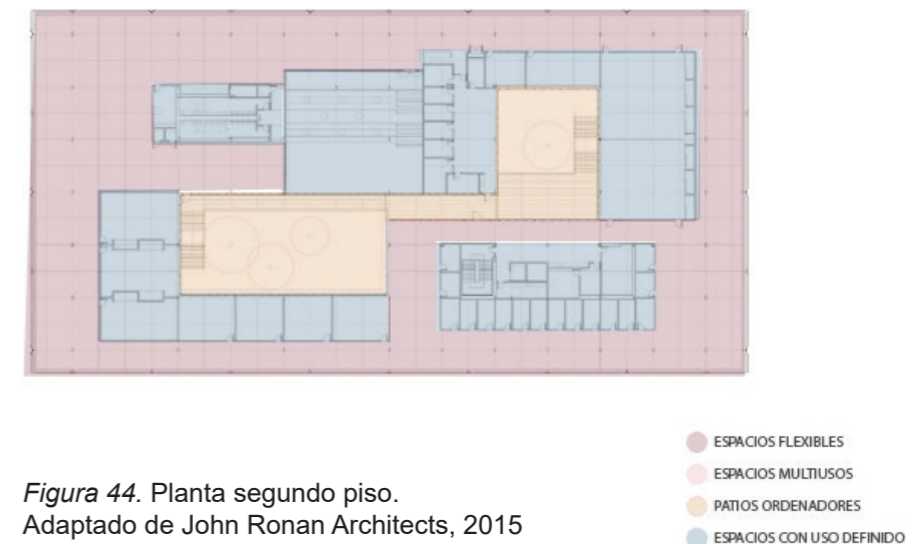 ESPACIOS FLEXIBLES
ESPACIOS MULTIUSOS
PATIOS ORDENADORES
ESPACIOS CON USO DEFINIDO
Figura 44. Planta segundo piso.
Adaptado de John Ronan Architects, 2015